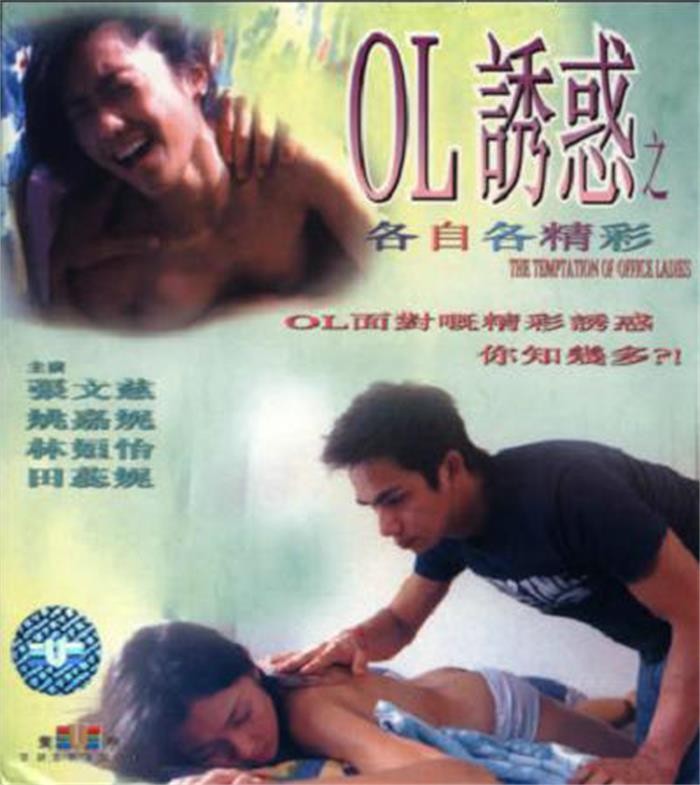 OL誘惑之
各自各精彩
THE TEMPTATION OF OFFICE LADIES
OL面對嘅精彩誘惑
你知幾多?!
主演
張文慈
姚嘉妮
林姬怡
田蕊妮
U